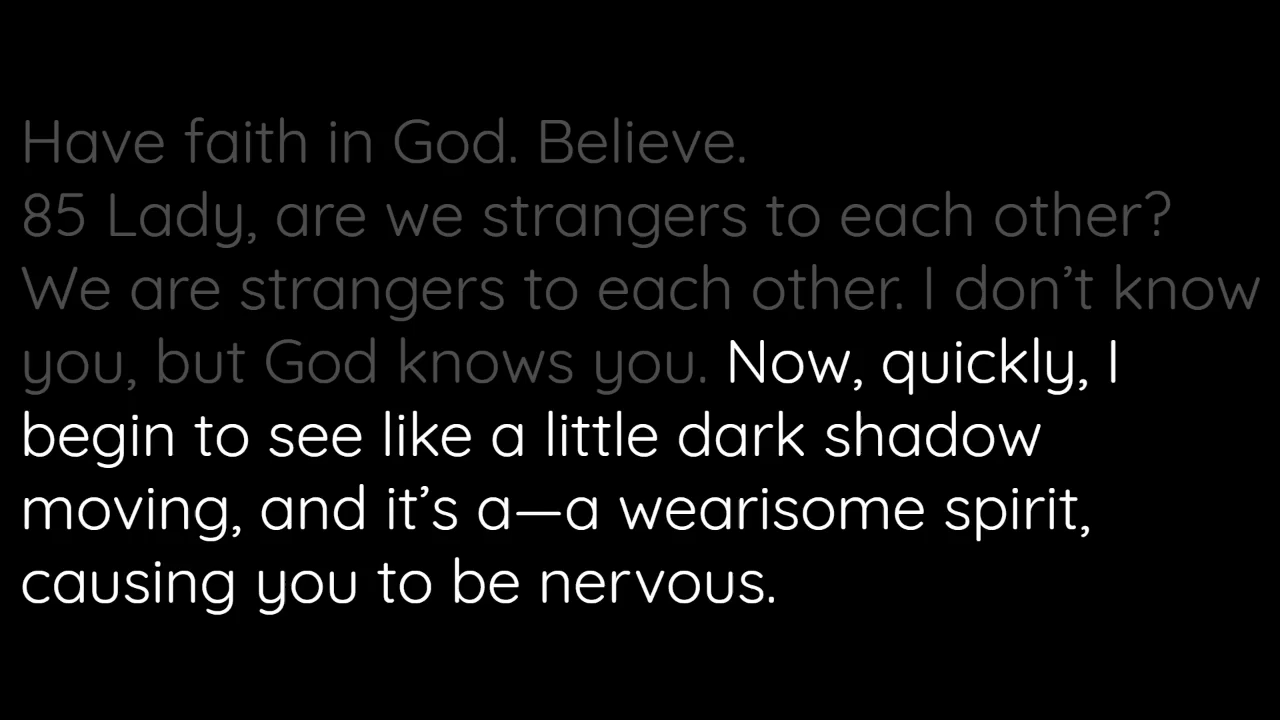 Have faith in God. Believe.
85 Lady, are we strangers to each other?
We are strangers to each other. I don’t know
you, but God knows you. Now, quickly, I
begin to see like a little dark shadow
moving, and it’s a—a wearisome spirit,
causing you to be nervous.